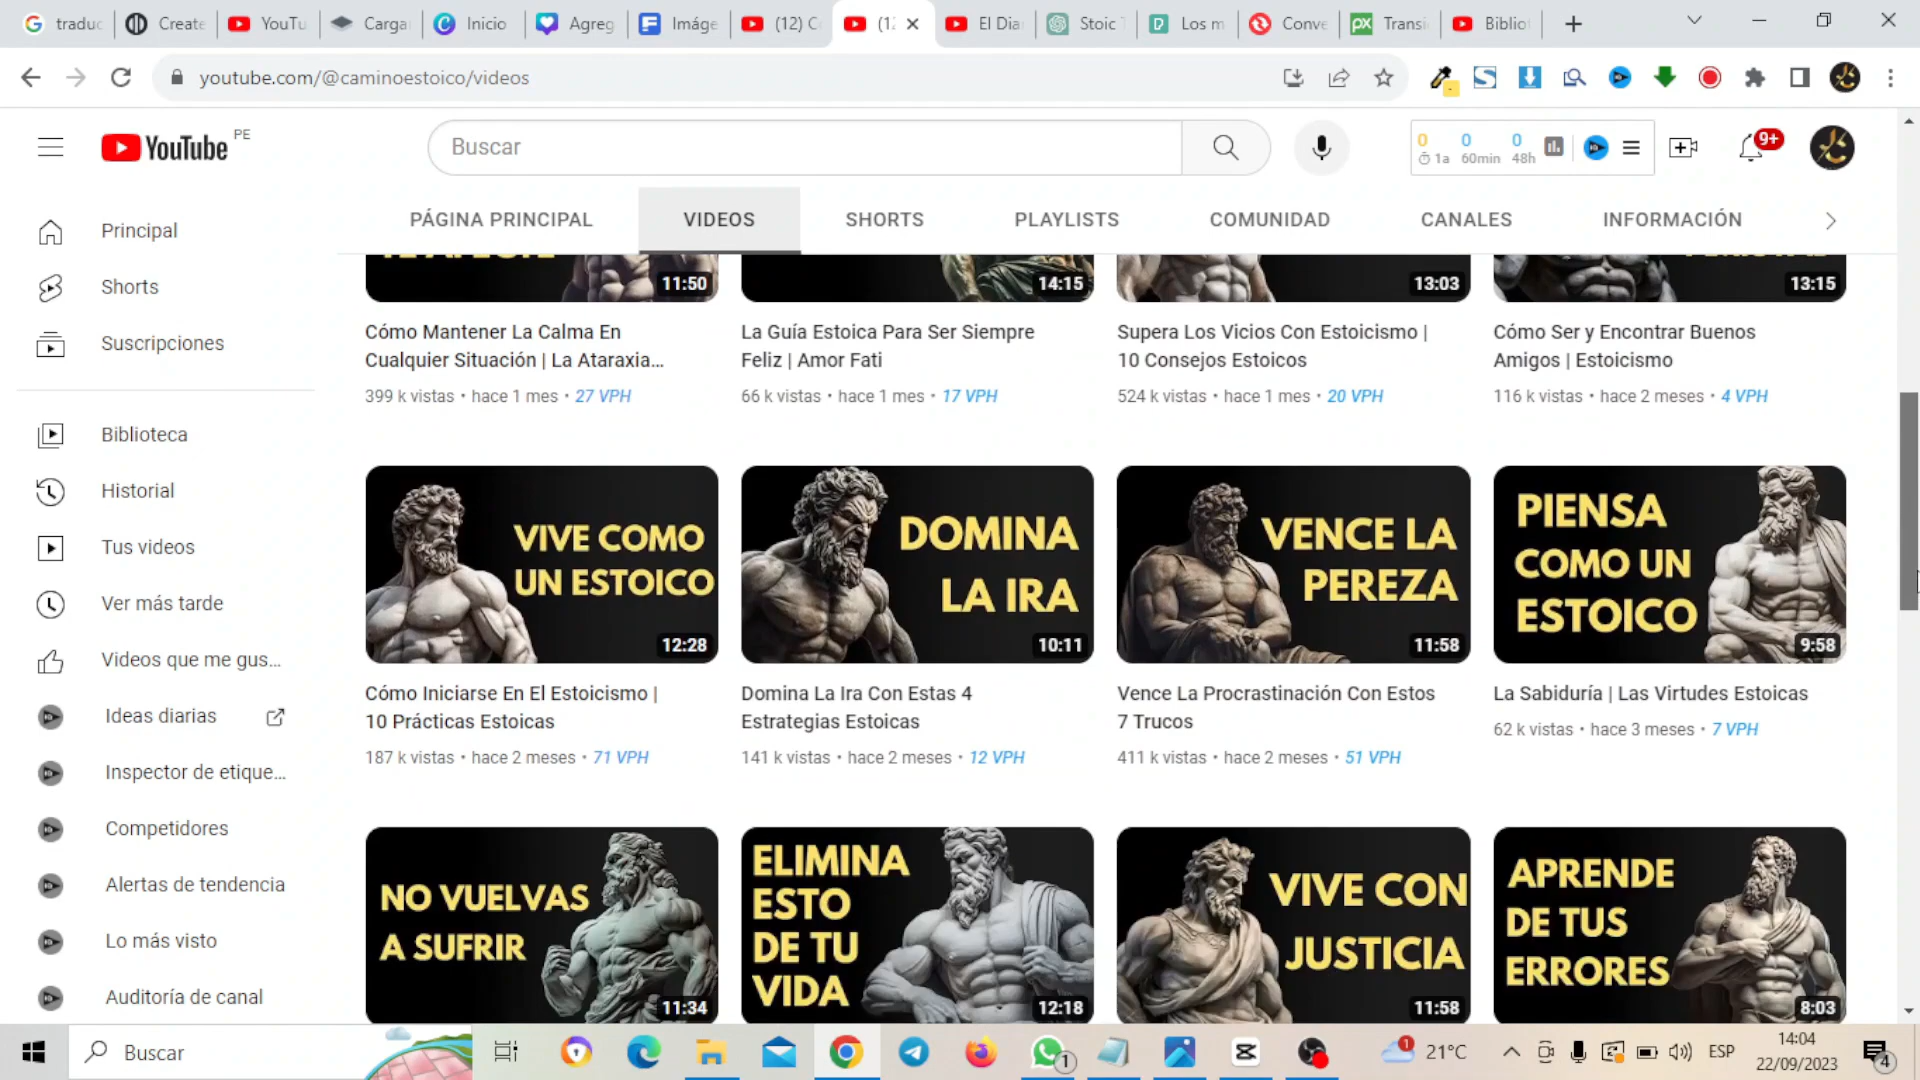 traduc
Create
YouTu
Carga
Inicio
Agreg
Imáge
(12) C
(12
El Dia
Stoic T
Los m
Conve
Transi
Bibliot
youtube.com/@caminoestoico/videos
YouTube PE
Buscar
0 0 0
1a 60min 48h
9+
PÁGINA PRINCIPAL
VIDEOS
SHORTS
PLAYLISTS
COMUNIDAD
CANALES
INFORMACIÓN
Principal
Shorts
Suscripciones
Biblioteca
Historial
Tus videos
Ver más tarde
Videos que me gus...
Ideas diarias
Inspector de etique...
Competidores
Alertas de tendencia
Lo más visto
Auditoría de canal
11:50
Cómo Mantener La Calma En
Cualquier Situación | La Ataraxia...
399 k vistas • hace 1 mes • 27 VPH
14:15
La Guía Estoica Para Ser Siempre
Feliz | Amor Fati
66 k vistas • hace 1 mes • 17 VPH
13:03
Supera Los Vicios Con Estoicismo |
10 Consejos Estoicos
524 k vistas • hace 1 mes • 20 VPH
13:15
Cómo Ser y Encontrar Buenos
Amigos | Estoicismo
116 k vistas • hace 2 meses • 4 VPH
VIVE COMO
UN ESTOICO
12:28
Cómo Iniciarse En El Estoicismo |
10 Prácticas Estoicas
187 k vistas • hace 2 meses • 71 VPH
DOMINA
LA IRA
10:11
Domina La Ira Con Estas 4
Estrategias Estoicas
141 k vistas • hace 2 meses • 12 VPH
VENCE LA
PEREZA
11:58
Vence La Procrastinación Con Estos
7 Trucos
411 k vistas • hace 2 meses • 51 VPH
PIENSA
COMO UN
ESTOICO
9:58
La Sabiduría | Las Virtudes Estoicas
62 k vistas • hace 3 meses • 7 VPH
NO VUELVAS
A SUFRIR
11:34
ELIMINA
ESTO
DE TU
VIDA
12:18
VIVE CON
JUSTICIA
11:58
APRENDE
DE TUS
ERRORES
8:03
Buscar
1
1
21°C
ESP
14:04
22/09/2023
4